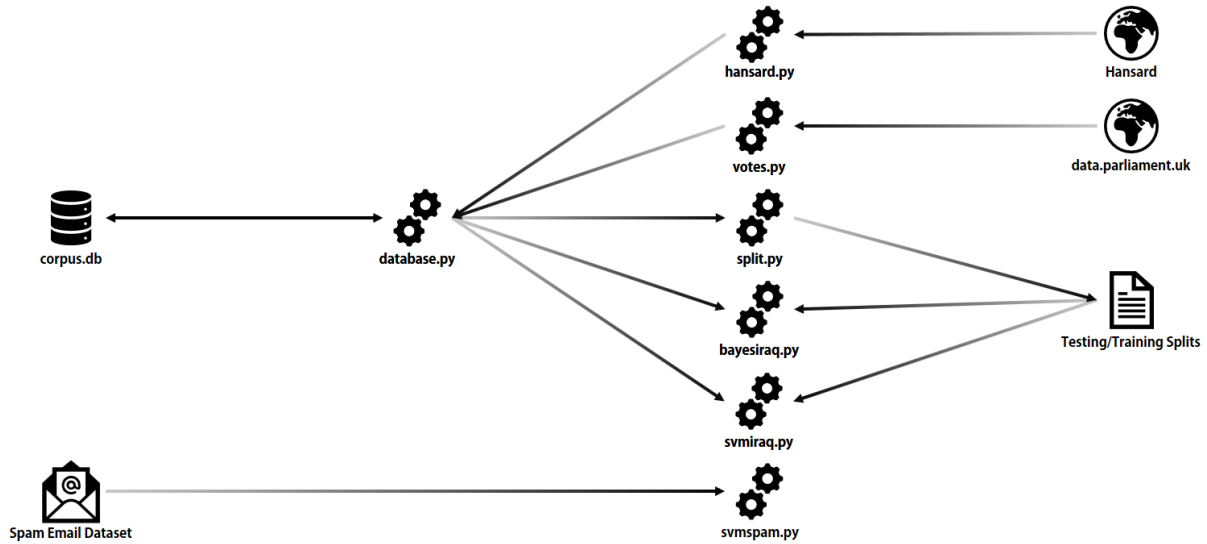 hansard.py
Hansard
votes.py
data.parliament.uk
corpus.db
database.py
split.py
bayesiraq.py
Testing/Training Splits
svmiraq.py
@
Spam Email Dataset
svmspam.py